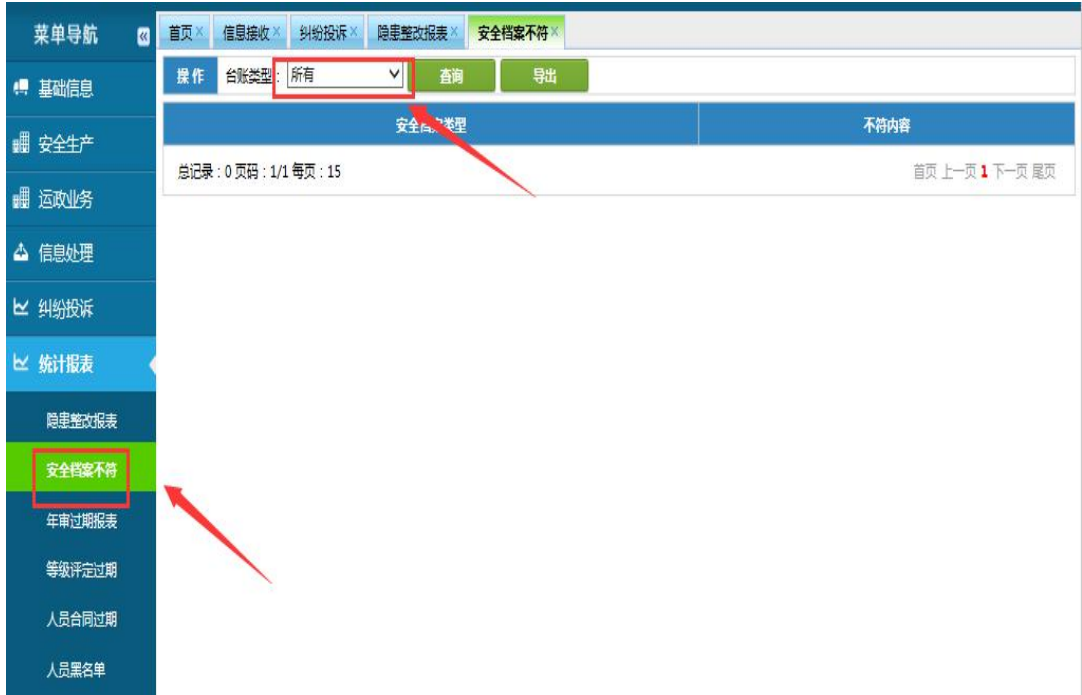 菜单导航
首页 信息接收 纠纷投诉 隐患整改报表 安全档案不符
操作 台账类型: 所有 查询 导出
基础信息
安全档案类型 不符内容
安全生产
总记录:0 页码:1/1 每页:15 首页 上一页 1 下一页 尾页
运政业务
信息处理
纠纷投诉
统计报表
隐患整改报表
安全档案不符
年审过期报表
等级评定过期
人员合同过期
人员黑名单